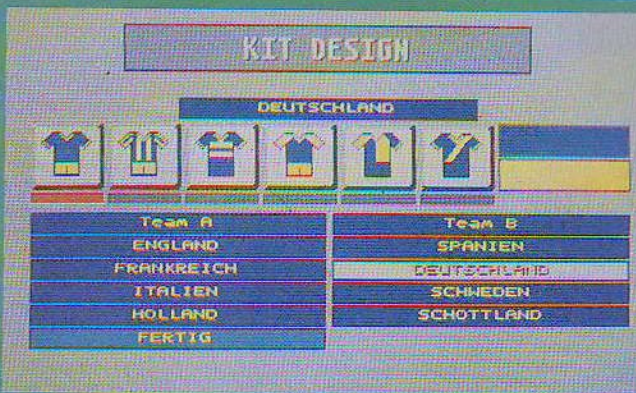 KIT DESIGN
DEUTSCHLAND
Team A
Team B
ENGLAND
SPANIEN
FRANKREICH
DEUTSCHLAND
ITALIEN
SCHWEDEN
HOLLAND
SCHOTTLAND
FERTIG